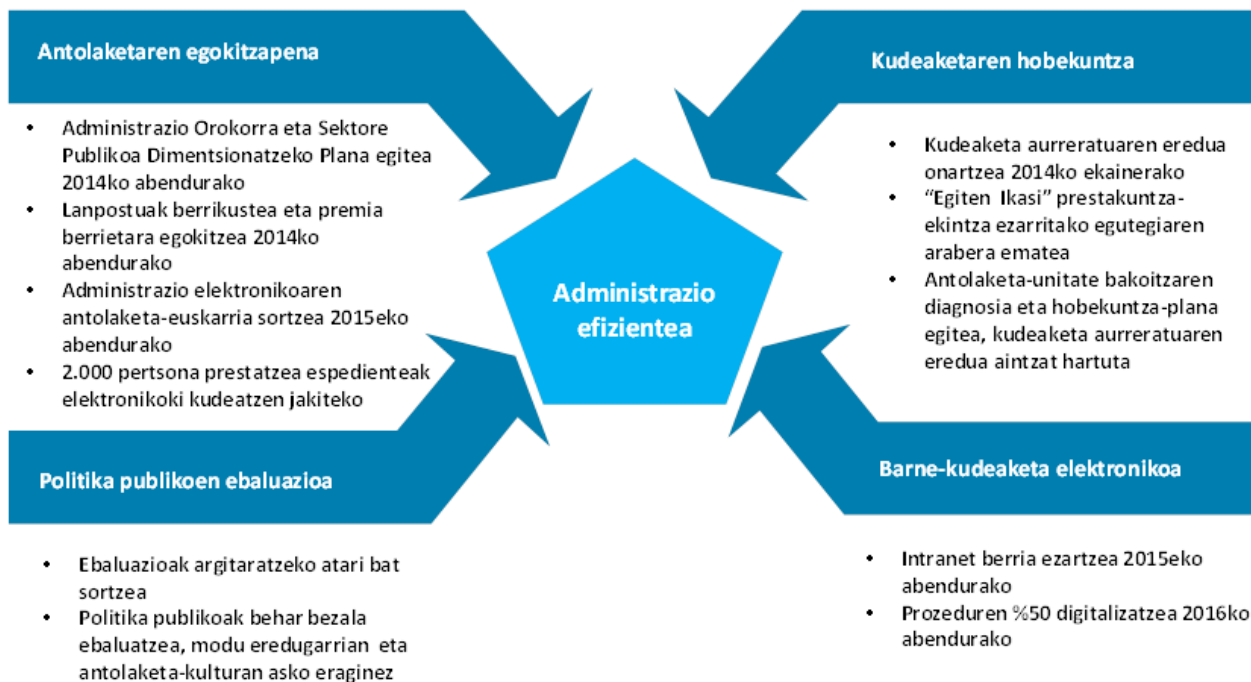 Antolaketaren egokitzapena
• Administrazio Orokorra eta Sektore
Publikoa Dimentsionatzeko Plana egitea
2014ko abendurako
• Lanpostuak berrikustea eta premia
berrietara egokitzea 2014ko
abendurako
• Administrazio elektronikoaren
antolaketa-euskarria sortzea 2015eko
abendurako
• 2.000 pertsona prestatzea espedienteak
elektronikoki kudeatzen jakiteko
Kudeaketaren hobekuntza
• Kudeaketa aurreratuaren eredua
onartzea 2014ko ekainerako
• “Egiten Ikasi” prestakuntza-
ekintza ezarritako egutegiaren
arabera ematea
• Antolaketa-unitate bakoitzaren
diagnosia eta hobekuntza-plana
egitea, kudeaketa aurreratuaren
eredua aintzat hartuta
Administrazio
efizientea
Politika publikoen ebaluazioa
• Ebaluazioak argitaratzeko atari bat
sortzea
• Politika publikoak behar bezala
ebaluatzea, modu eredugarrian eta
antolaketa-kulturan asko eraginez
Barne-kudeaketa elektronikoa
• Intranet berria ezartzea 2015eko
abendurako
• Prozeduren %50 digitalizatzea 2016ko
abendurako